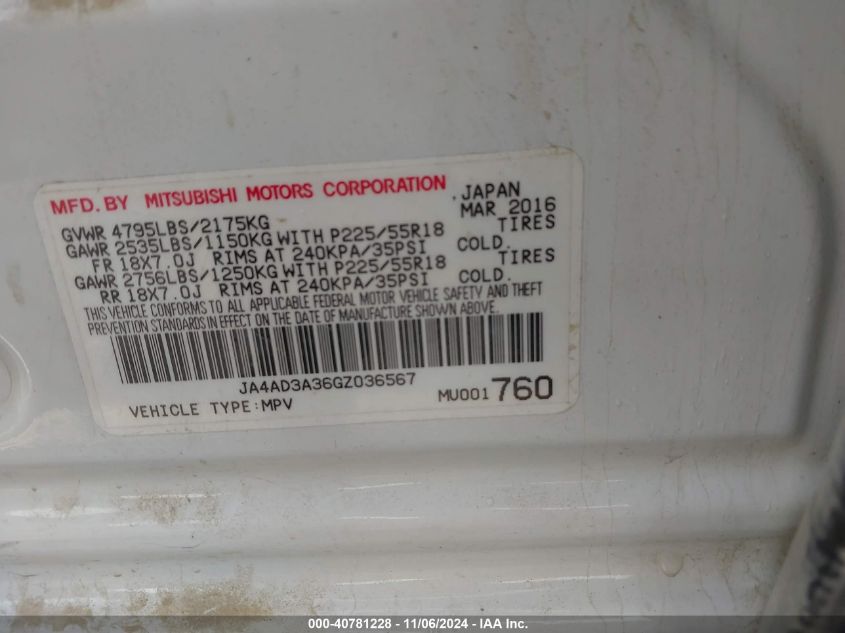 MFD. BY MITSUBISHI MOTORS CORPORATION , JAPAN
GVWR 4795LBS/2175KG MAR 2016
GAWR 2535LBS/1150KG WITH P225/55R18 TIRES
FR 18X7.0J RIMS AT 240KPA/35PSI COLD.
GAWR 2756LBS/1250KG WITH P225/55R18 TIRES
RR 18X7.0J RIMS AT 240KPA/35PSI COLD.
THIS VEHICLE CONFORMS TO ALL APPLICABLE FEDERAL MOTOR VEHICLE SAFETY AND THEFT
PREVENTION STANDARDS IN EFFECT ON THE DATE OF MANUFACTURE SHOWN ABOVE.
JA4AD3A36GZ036567
VEHICLE TYPE:MPV MU001760
000-40781228 - 11/06/2024 - IAA Inc.